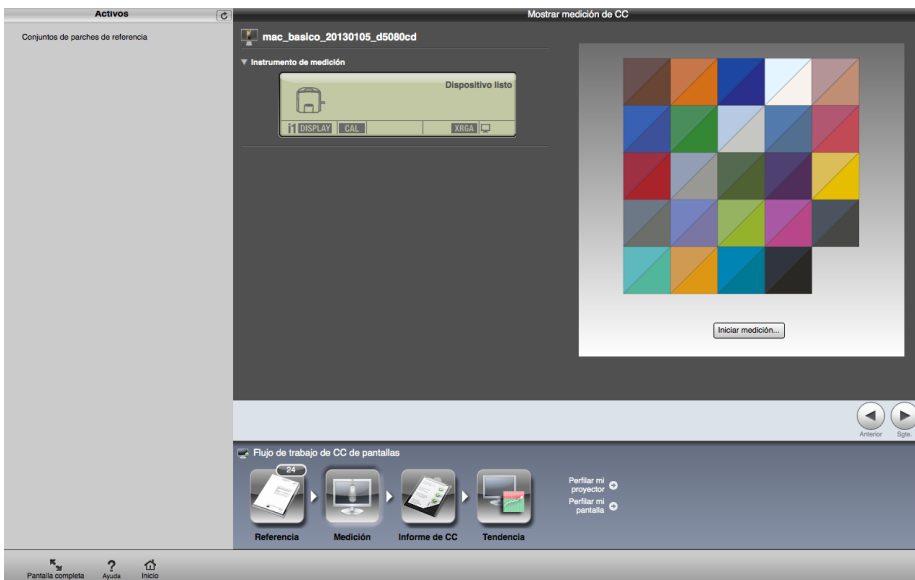 Activos
Mostrar medición de CC
Conjuntos de parches de referencia
mac_basico_20130105_d5080cd
Instrumento de medición
Dispositivo listo
i1 DISPLAY CAL XRGA
Iniciar medición...
Anterior Sgte.
Flujo de trabajo de CC de pantallas
24
Referencia Medición Informe de CC Tendencia
Perfilar mi
proyector
Perfilar mi
pantalla
Pantalla completa Ayuda Inicio